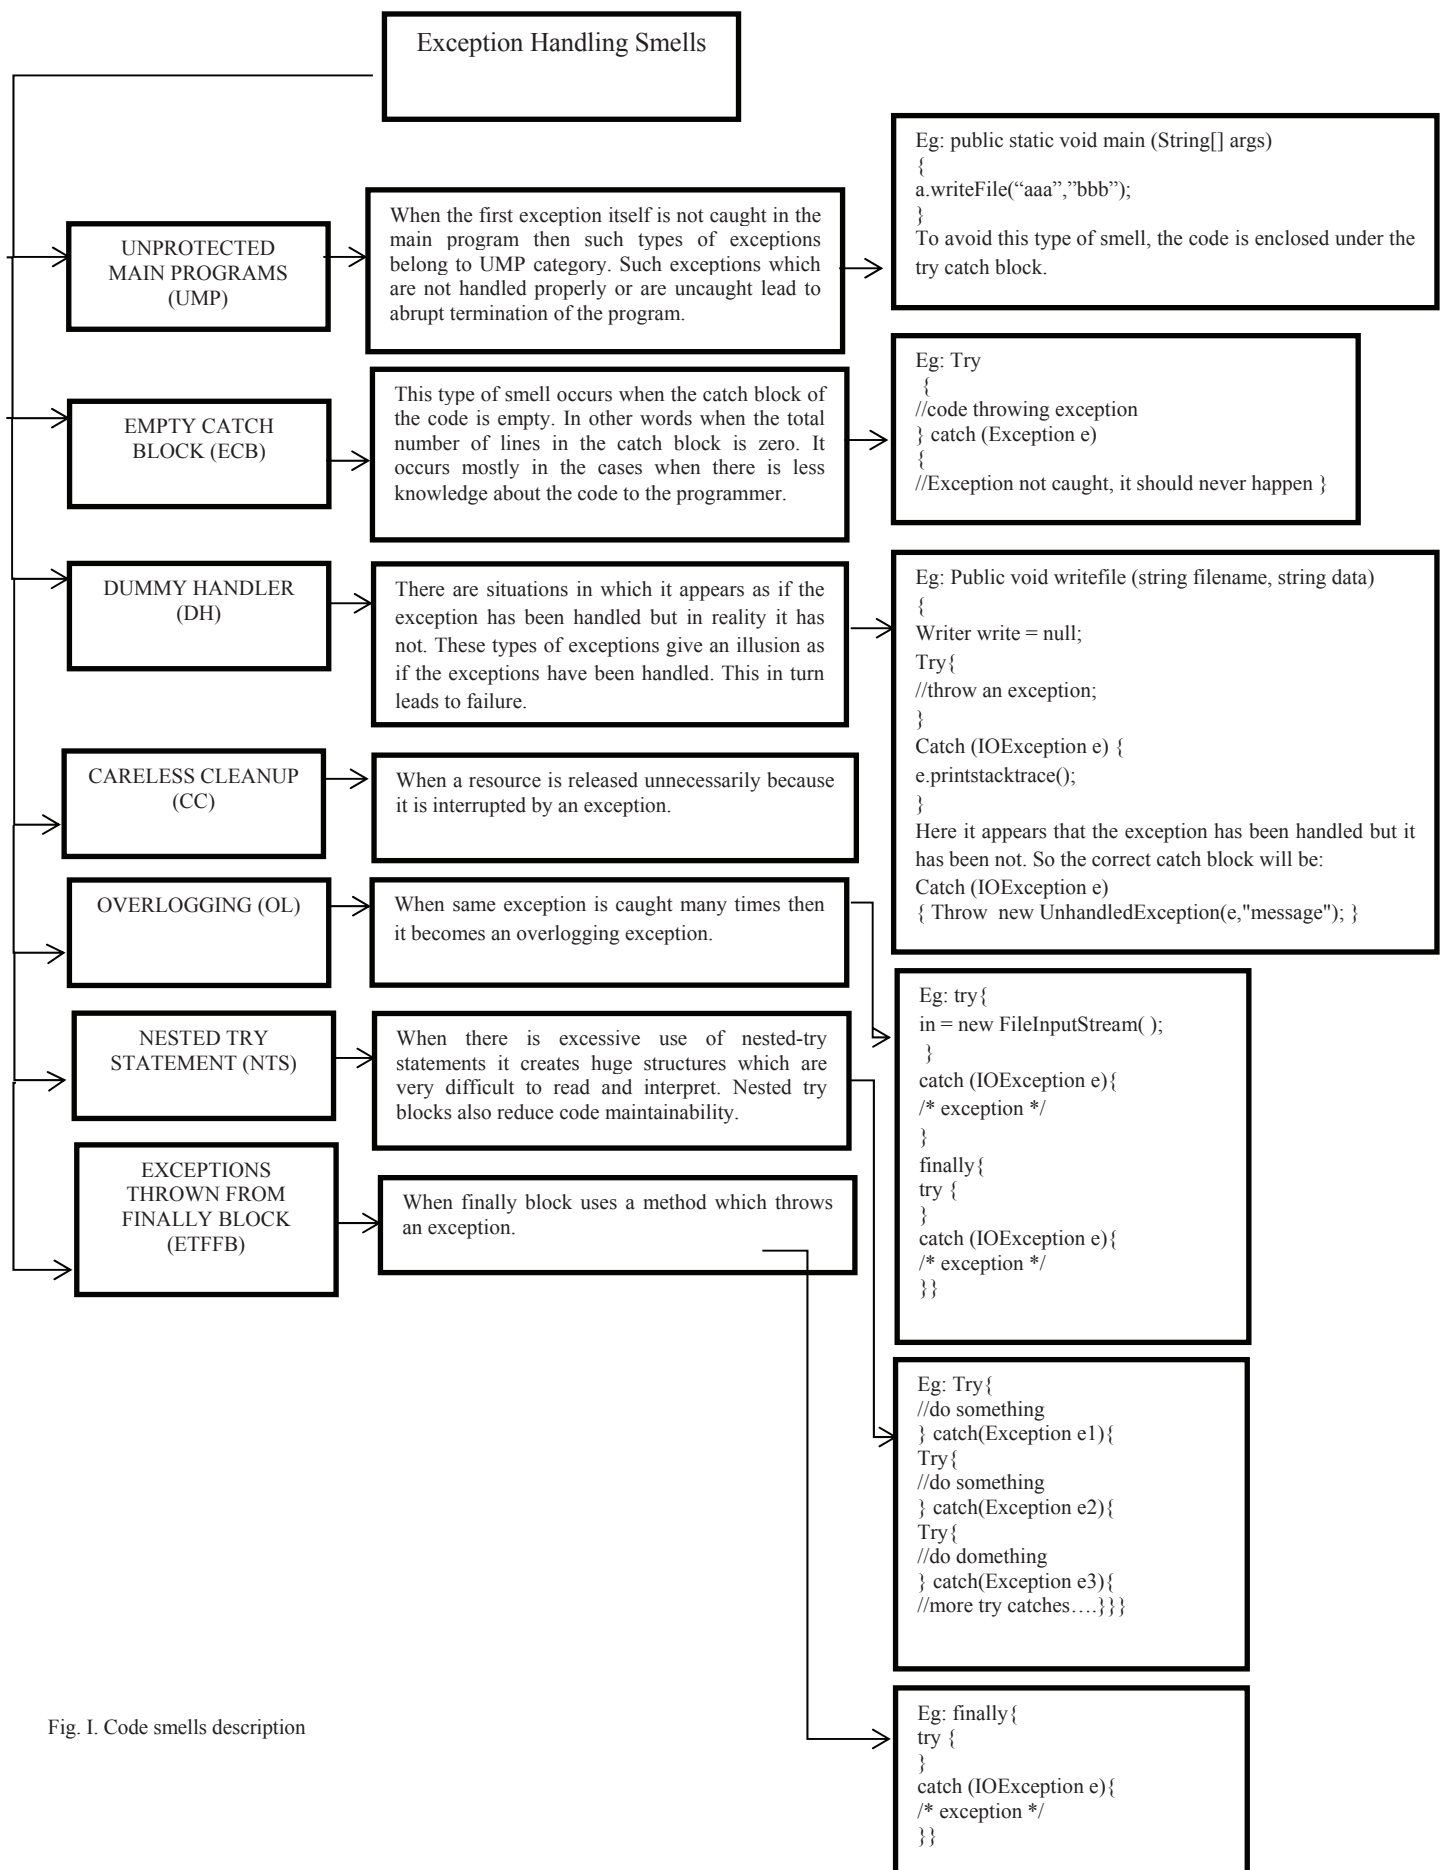 Exception Handling Smells
UNPROTECTED
MAIN PROGRAMS
(UMP)
When the first exception itself is not caught in the
main program then such types of exceptions
belong to UMP category. Such exceptions which
are not handled properly or are uncaught lead to
abrupt termination of the program.
Eg: public static void main (String[] args)
{
a.writeFile(“aaa”,”bbb”);
}
To avoid this type of smell, the code is enclosed under the
try catch block.
EMPTY CATCH
BLOCK (ECB)
This type of smell occurs when the catch block of
the code is empty. In other words when the total
number of lines in the catch block is zero. It
occurs mostly in the cases when there is less
knowledge about the code to the programmer.
Eg: Try
{
//code throwing exception
} catch (Exception e)
{
//Exception not caught, it should never happen }
DUMMY HANDLER
(DH)
There are situations in which it appears as if the
exception has been handled but in reality it has
not. These types of exceptions give an illusion as
if the exceptions have been handled. This in turn
leads to failure.
Eg: Public void writefile (string filename, string data)
{
Writer write = null;
Try{
//throw an exception;
}
Catch (IOException e) {
e.printstacktrace();
}
Here it appears that the exception has been handled but it
has been not. So the correct catch block will be:
Catch (IOException e)
{ Throw  new UnhandledException(e,"message"); }
CARELESS CLEANUP
(CC)
When a resource is released unnecessarily because
it is interrupted by an exception.
OVERLOGGING (OL)
When same exception is caught many times then
it becomes an overlogging exception.
Eg: try{
in = new FileInputStream( );
}
catch (IOException e){
/* exception */
}
finally{
try {
}
catch (IOException e){
/* exception */
}}
NESTED TRY
STATEMENT (NTS)
When there is excessive use of nested-try
statements it creates huge structures which are
very difficult to read and interpret. Nested try
blocks also reduce code maintainability.
Eg: Try{
//do something
} catch(Exception e1){
Try{
//do something
} catch(Exception e2){
Try{
//do domething
} catch(Exception e3){
//more try catches….}}}
EXCEPTIONS
THROWN FROM
FINALLY BLOCK
(ETFFB)
When finally block uses a method which throws
an exception.
Eg: finally{
try {
}
catch (IOException e){
/* exception */
}}
Fig. I. Code smells description